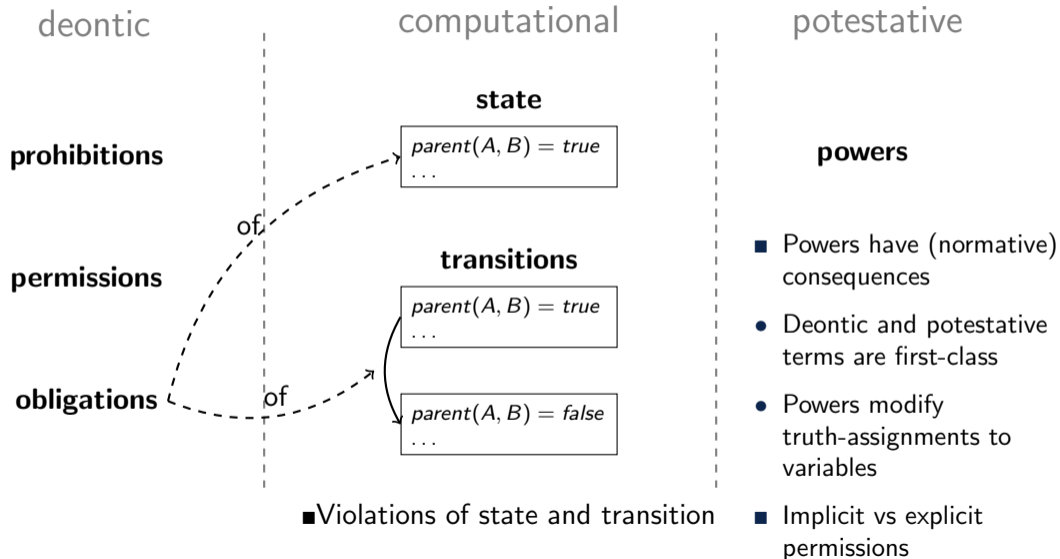 deontic
computational
potestative
state
prohibitions
parent(A, B) = true
...
powers
of
permissions
transitions
parent(A, B) = true
...
obligations
of
parent(A, B) = false
...
■ Powers have (normative)
consequences
• Deontic and potestative
terms are first-class
• Powers modify
truth-assignments to
variables
■Violations of state and transition
■ Implicit vs explicit
permissions